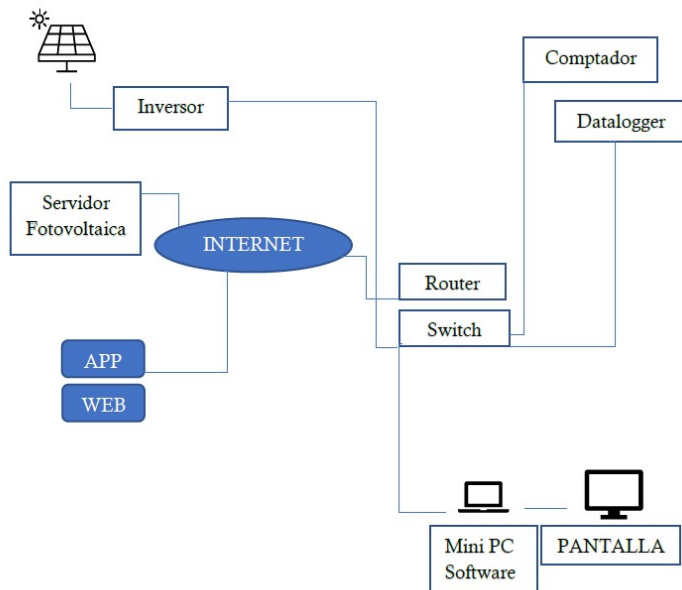 Comptador
Inversor
Datalogger
Servidor
Fotovoltaica
INTERNET
Router
Switch
APP
WEB
Mini PC
Software
PANTALLA